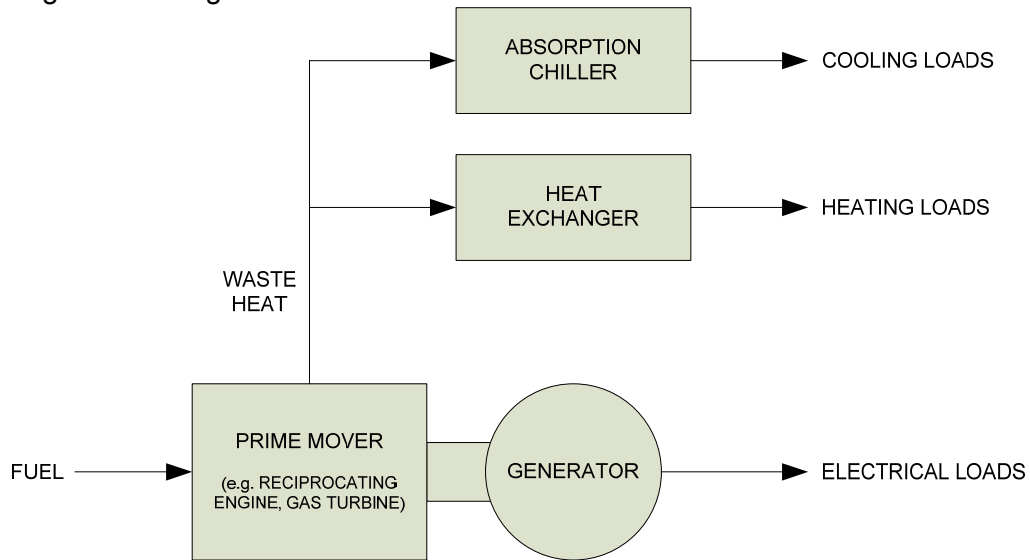 ABSORPTION
CHILLER
COOLING LOADS
HEAT
EXCHANGER
HEATING LOADS
WASTE
HEAT
FUEL
PRIME MOVER
(e.g. RECIPROCATING
ENGINE, GAS TURBINE)
GENERATOR
ELECTRICAL LOADS